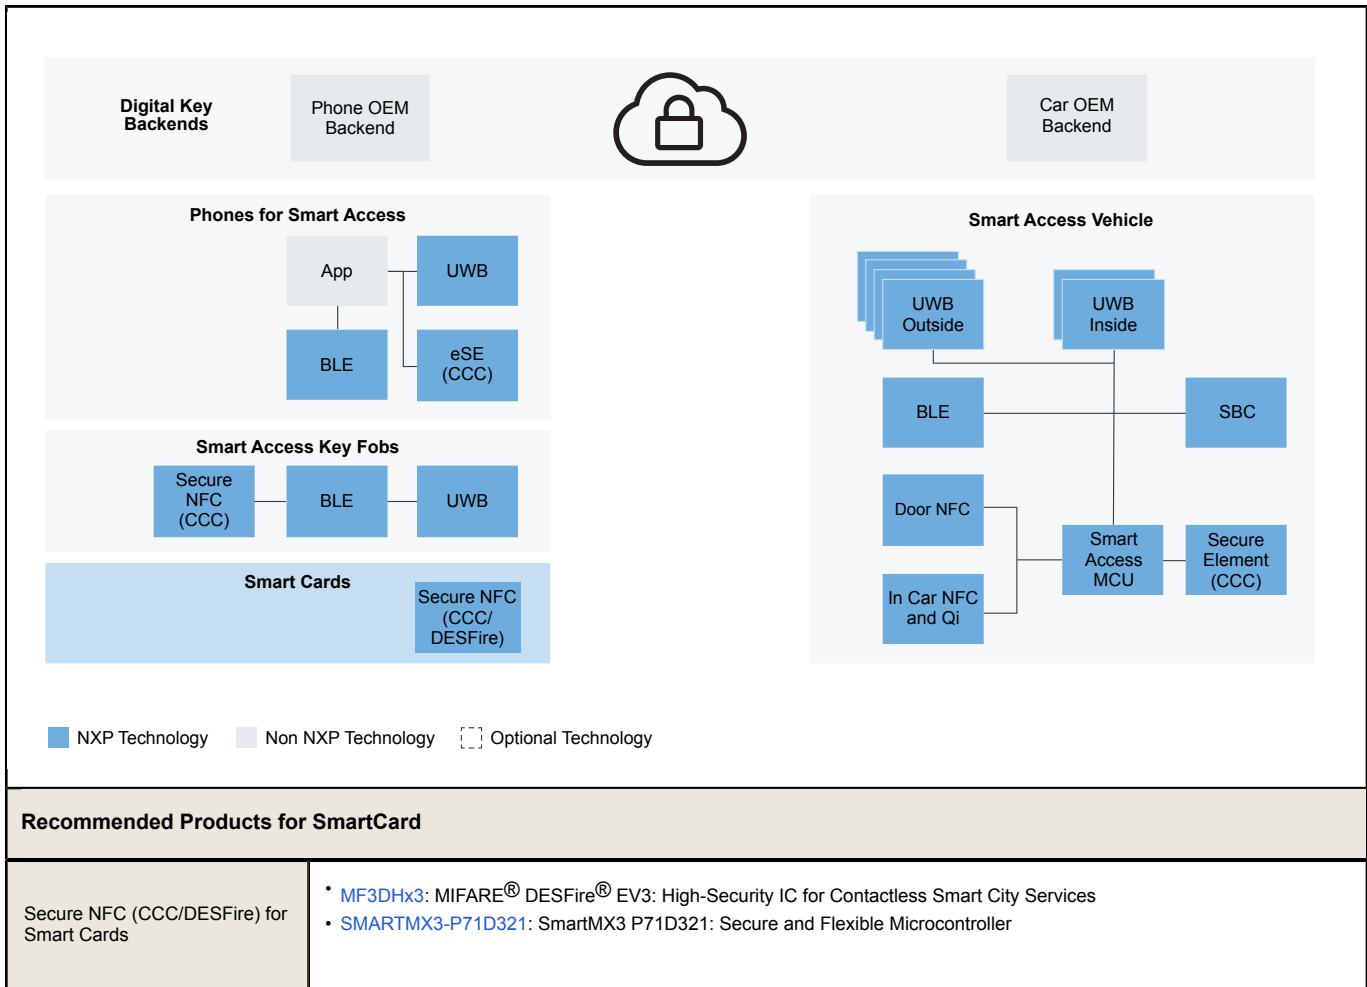 Digital Key
Backends
Phone OEM
Backend
Car OEM
Backend
Phones for Smart Access
App
UWB
BLE
eSE
(CCC)
Smart Access Key Fobs
Secure
NFC
(CCC)
BLE
UWB
Smart Cards
Secure NFC
(CCC/
DESFire)
Smart Access Vehicle
UWB
Outside
UWB
Inside
BLE
SBC
Door NFC
In Car NFC
and Qi
Smart
Access
MCU
Secure
Element
(CCC)
NXP Technology
Non NXP Technology
Optional Technology
Recommended Products for SmartCard
Secure NFC (CCC/DESFire) for
Smart Cards
• MF3DHx3: MIFARE® DESFire® EV3: High-Security IC for Contactless Smart City Services
• SMARTMX3-P71D321: SmartMX3 P71D321: Secure and Flexible Microcontroller